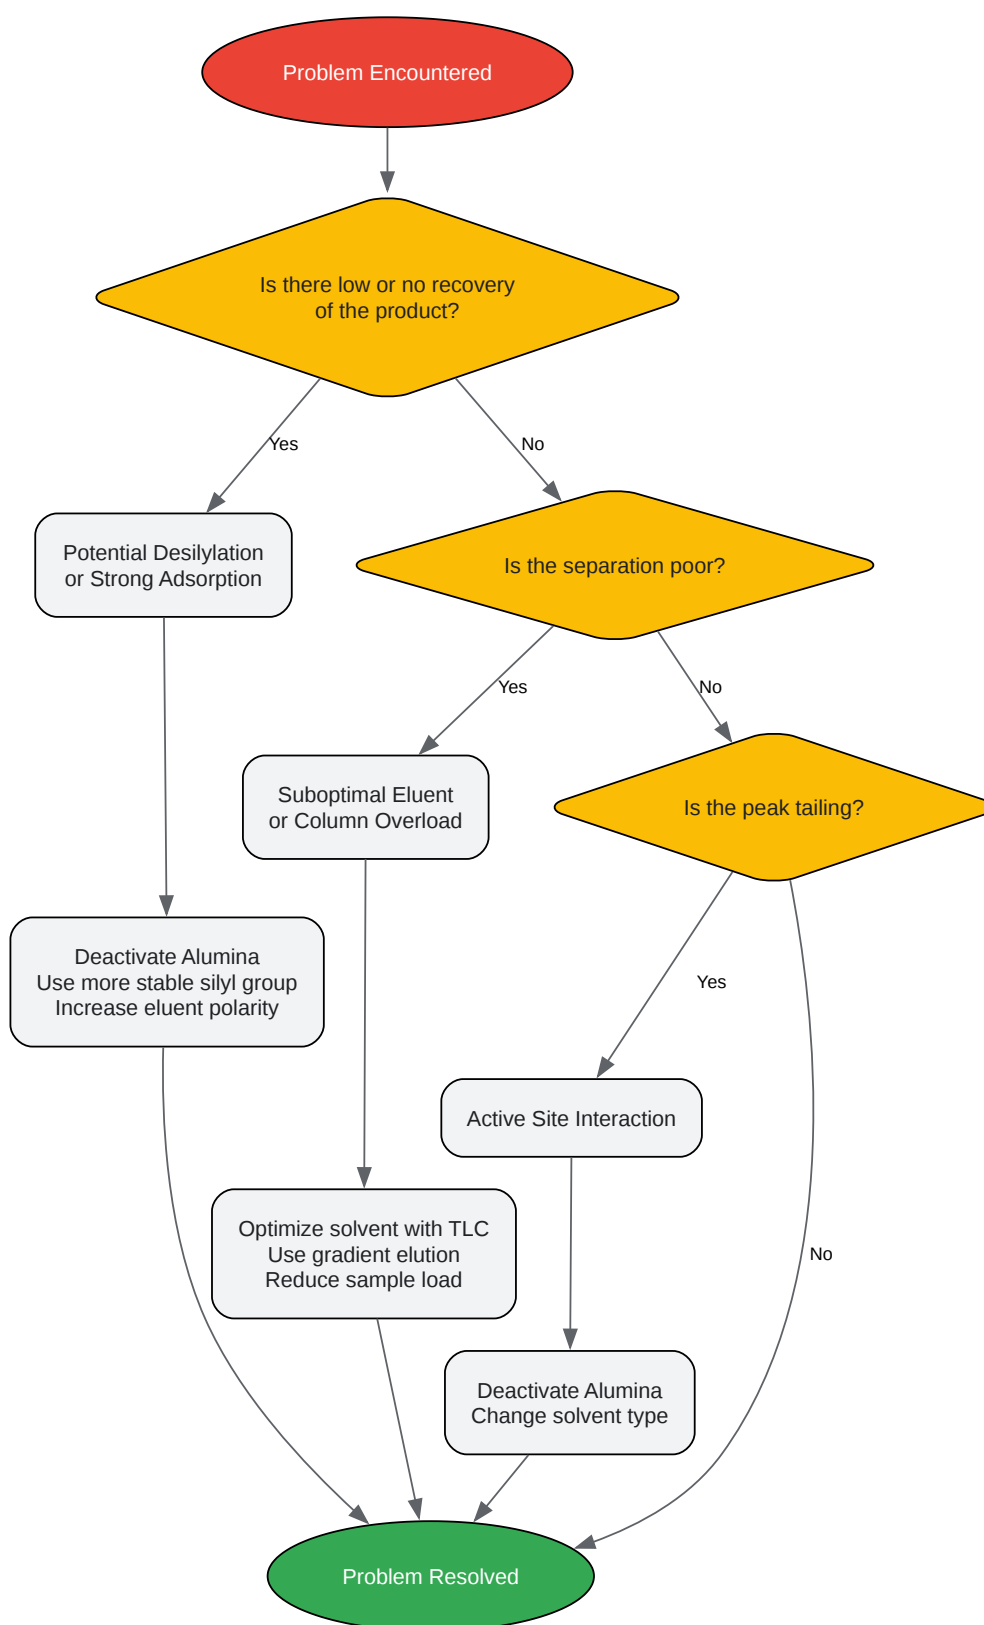 Problem Encountered
Is there low or no recovery
of the product?
Yes
No
Potential Desilylation
or Strong Adsorption
Is the separation poor?
Yes
No
Suboptimal Eluent
or Column Overload
Is the peak tailing?
Deactivate Alumina
Use more stable silyl group
Increase eluent polarity
Yes
Active Site Interaction
Optimize solvent with TLC
Use gradient elution
Reduce sample load
No
Deactivate Alumina
Change solvent type
Problem Resolved